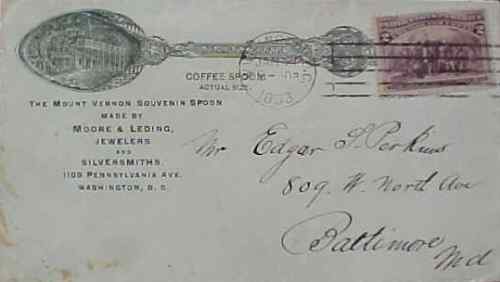 COFFEE SPOON
ACTUAL SIZE.
1893
2
THE MOUNT VERNON SOUVENIR SPOON
MADE BY
MOORE & LEDING,
JEWELERS
AND
SILVERSMITHS.
1109 PENNSYLVANIA AVE.
WASHINGTON, D. C.
Mr Edgar S. Perkins
809. W. North Ave
Baltimore
Md